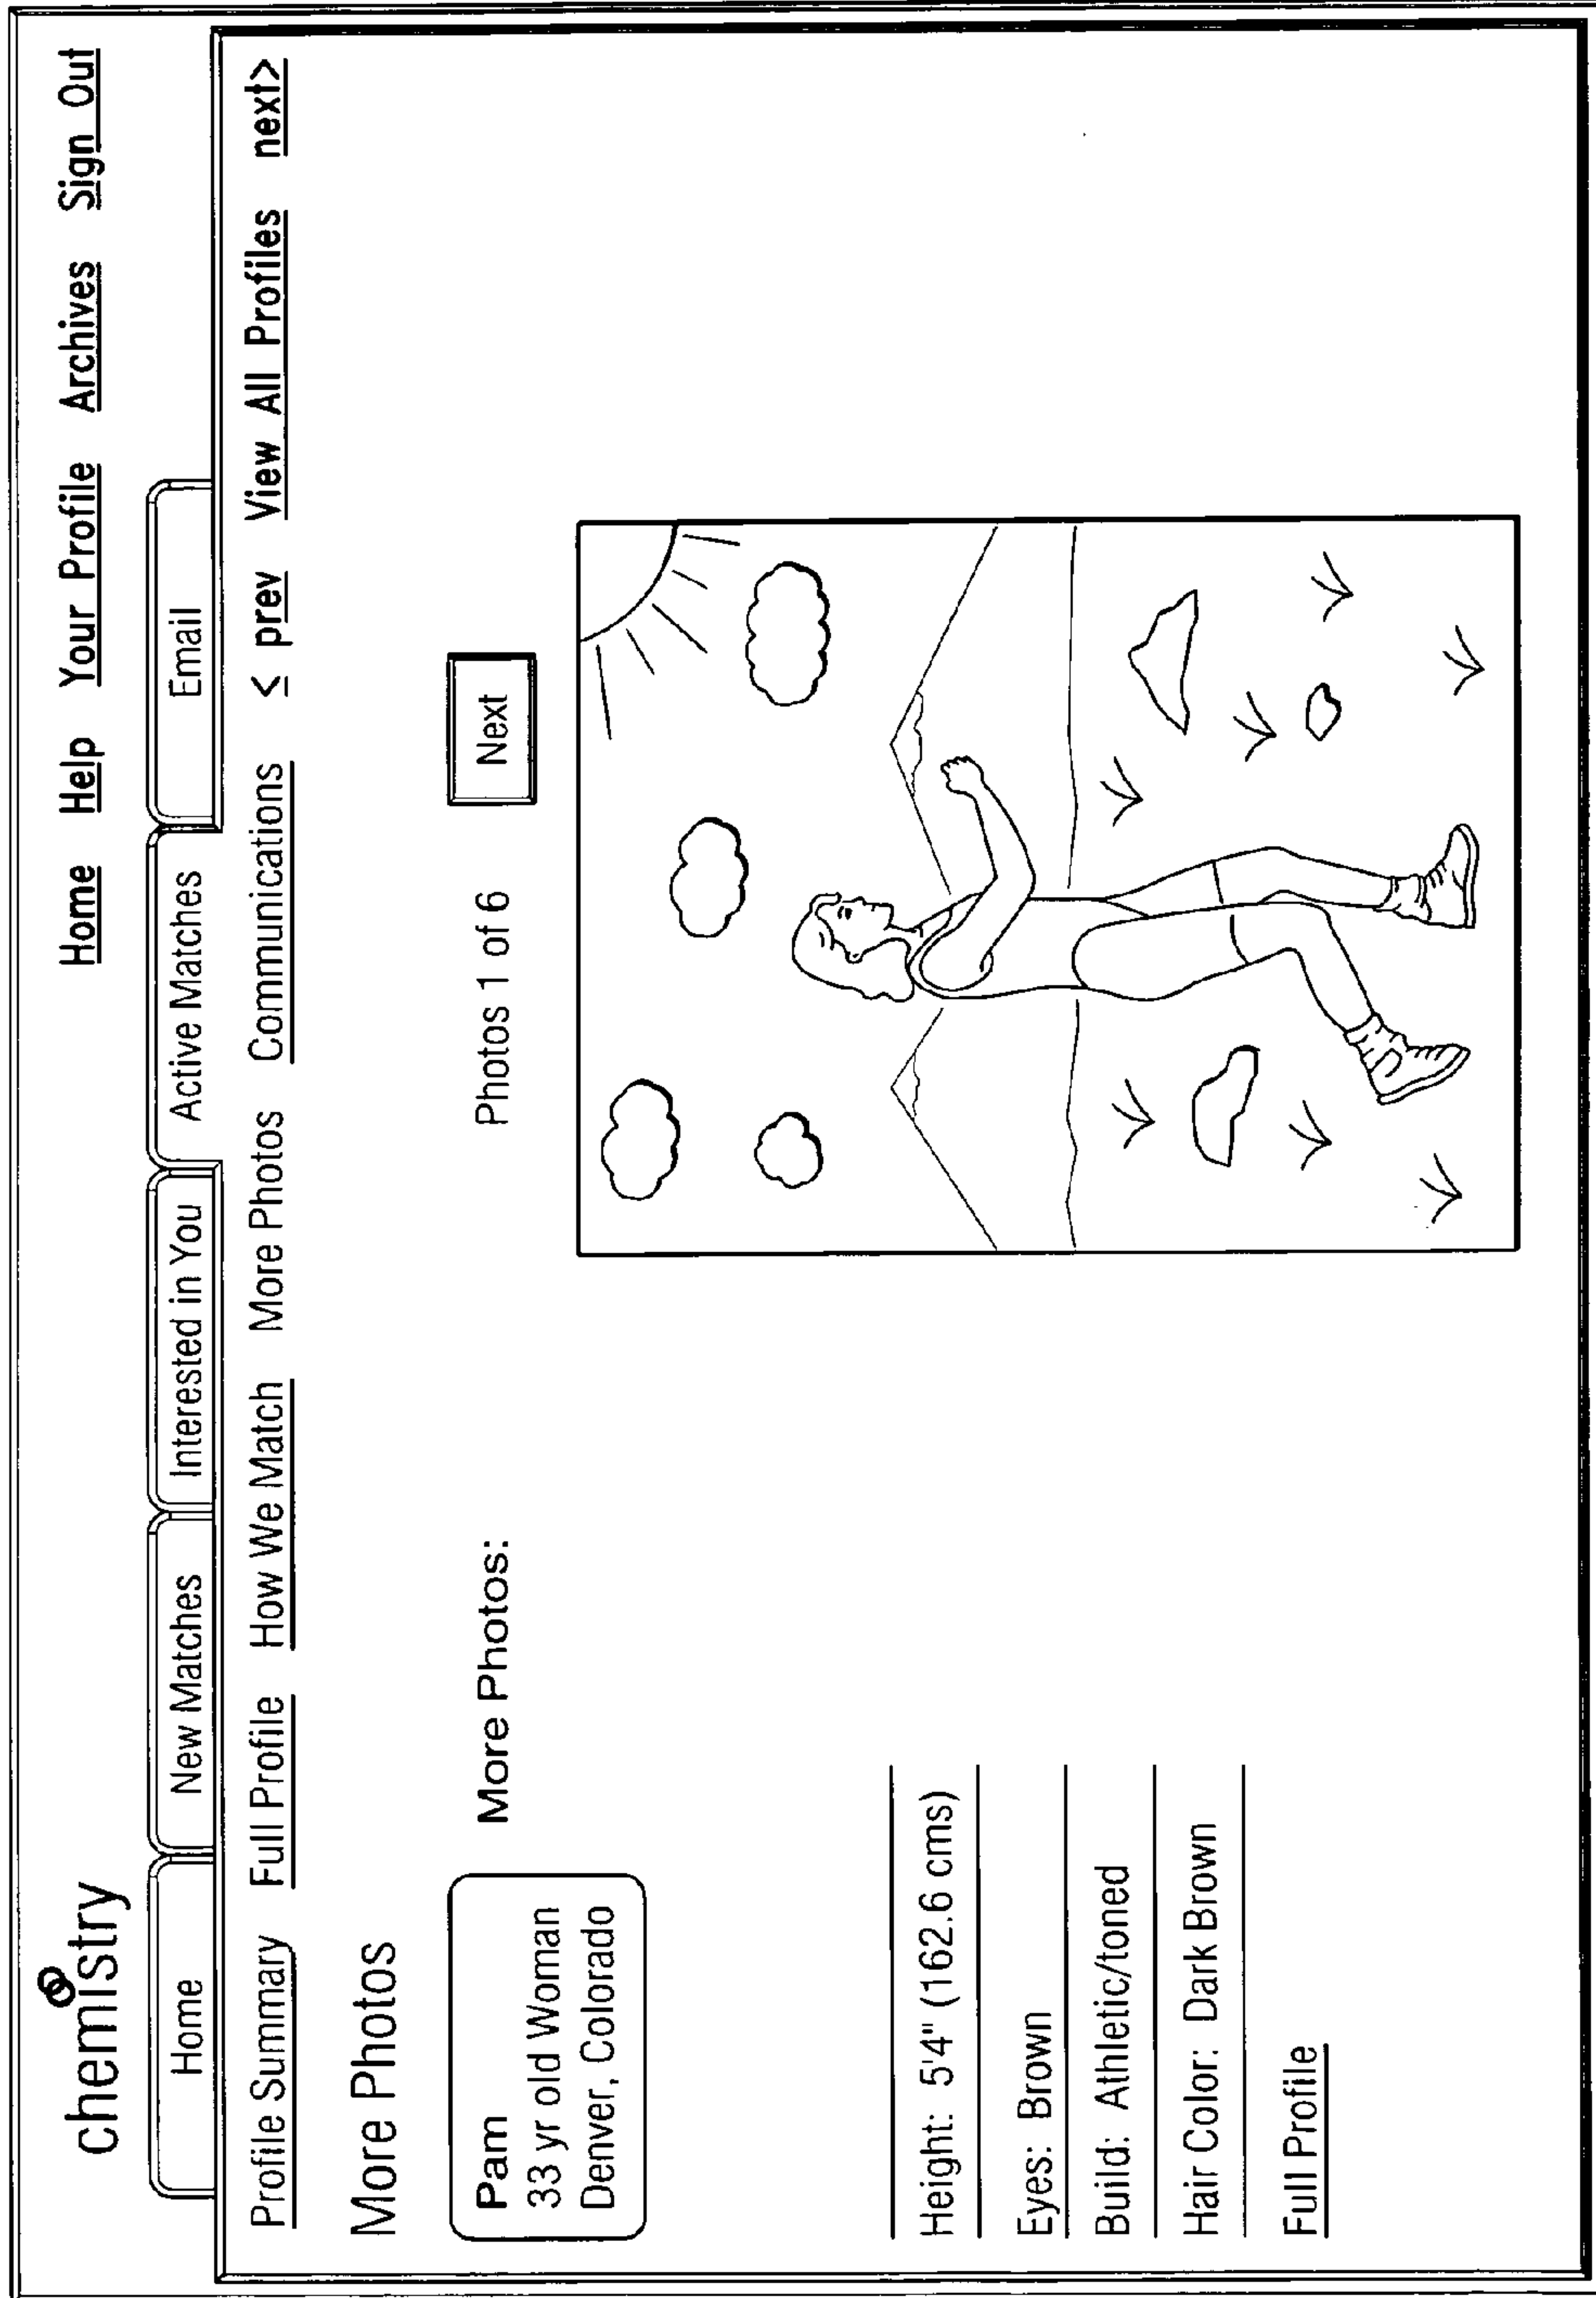 chemistry
Home Help Your Profile Archives Sign Out
Home New Matches Interested in You Active Matches Email
Profile Summary Full Profile How We Match More Photos Communications < prev View All Profiles next>
More Photos
Pam
33 yr old Woman
Denver, Colorado
More Photos:
Photos 1 of 6
Next
Height: 5'4" (162.6 cms)
Eyes: Brown
Build: Athletic/toned
Hair Color: Dark Brown
Full Profile